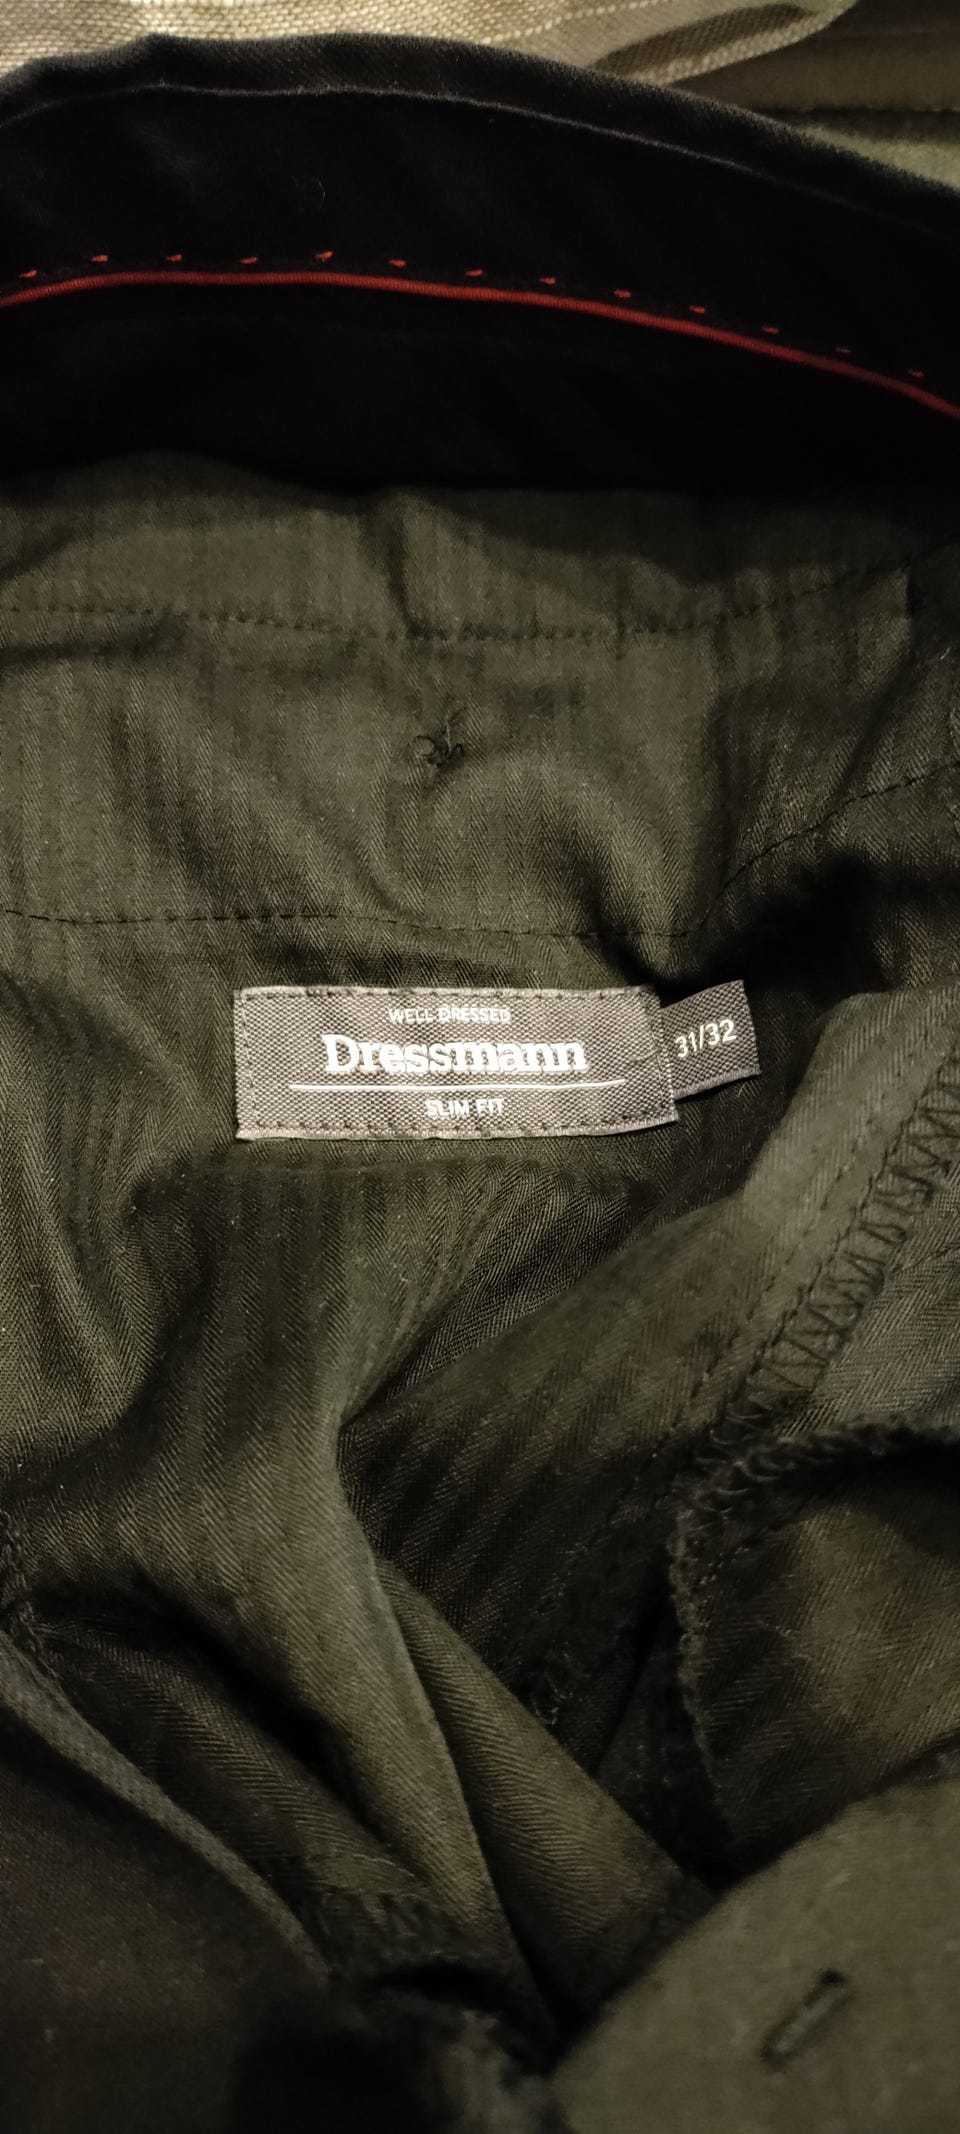 WELL DRESSED
Dressmann
SLIM FIT
31/32